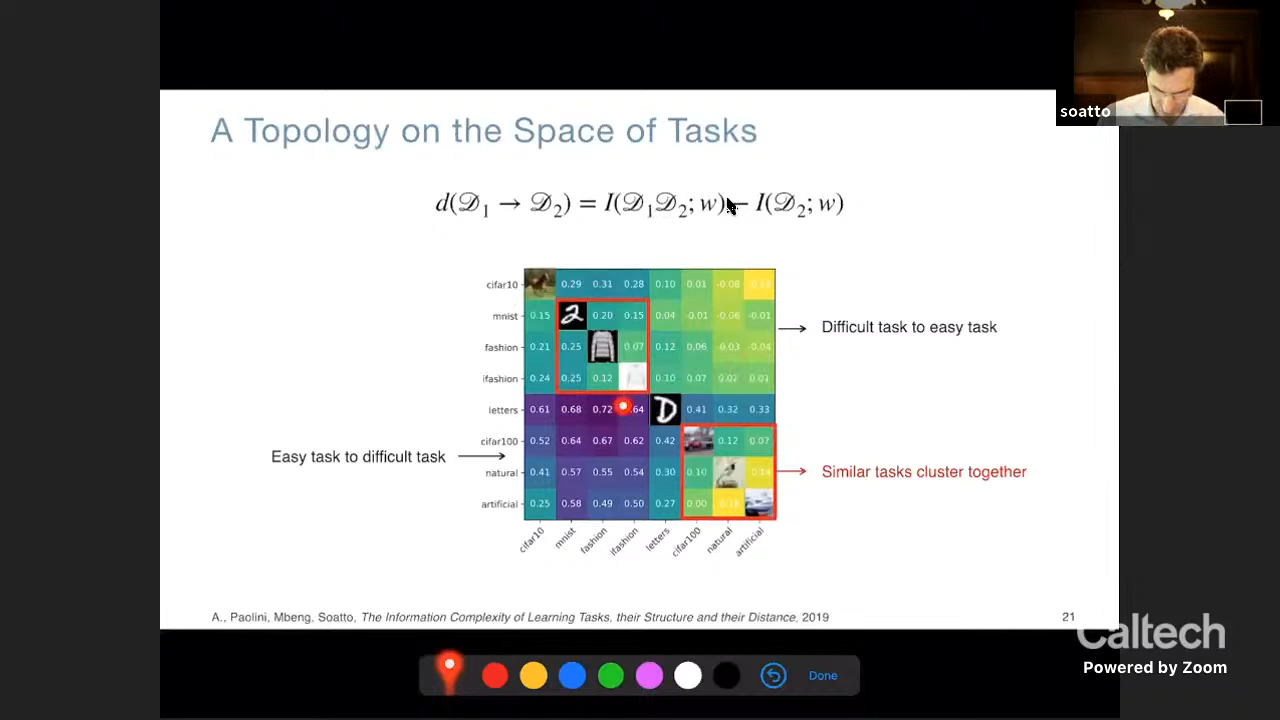 soatto
A Topology on the Space of Tasks
d(𝒟1 → 𝒟2) = I(𝒟1𝒟2; w) − I(𝒟2; w)
cifar10 0.29 0.31 0.28 0.10 0.01 -0.08
mnist 0.15 2 0.20 0.15 0.04 -0.01 -0.06 -0.01
Difficult task to easy task
fashion 0.21 0.25 0.07 0.12 0.06 -0.03 -0.04
ifashion 0.24 0.25 0.12 0.10 0.07 0.02 0.01
letters 0.61 0.68 0.72 D 0.41 0.32 0.33
cifar100 0.52 0.64 0.67 0.62 0.42 0.12 0.07
Easy task to difficult task
natural 0.41 0.57 0.55 0.54 0.30 0.10
Similar tasks cluster together
artificial 0.25 0.58 0.49 0.50 0.27 0.00
cifar10 mnist fashion ifashion letters cifar100 natural artificial
A., Paolini, Mbeng, Soatto, The Information Complexity of Learning Tasks, their Structure and their Distance, 2019
21
Caltech
Powered by Zoom
Done